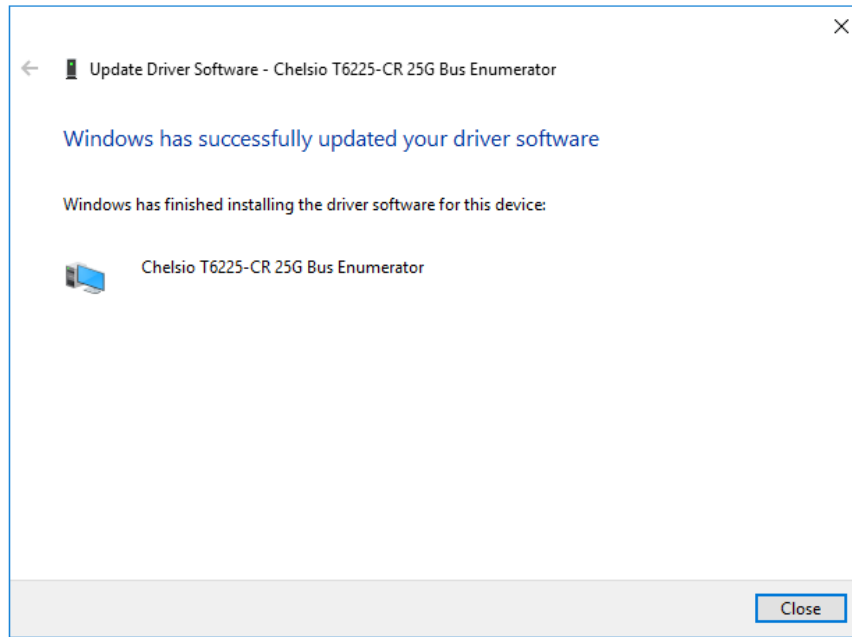 Update Driver Software - Chelsio T6225-CR 25G Bus Enumerator
Windows has successfully updated your driver software
Windows has finished installing the driver software for this device:
Chelsio T6225-CR 25G Bus Enumerator
Close